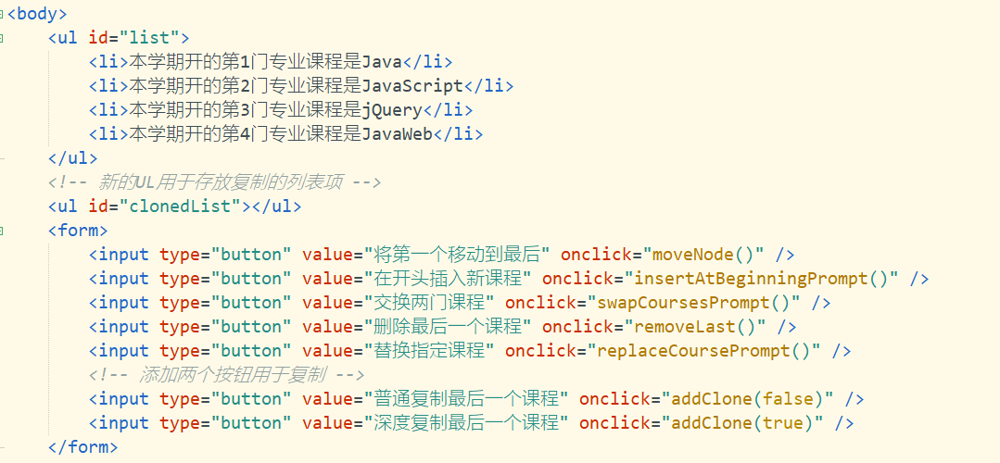 <body>
<ul id="list">
<li>本学期开的第1门专业课程是Java</li>
<li>本学期开的第2门专业课程是JavaScript</li>
<li>本学期开的第3门专业课程是jQuery</li>
<li>本学期开的第4门专业课程是JavaWeb</li>
</ul>
<!-- 新的UL用于存放复制的列表项 -->
<ul id="clonedList"></ul>
<form>
<input type="button" value="将第一个移动到最后" onclick="moveNode()" />
<input type="button" value="在开头插入新课程" onclick="insertAtBeginningPrompt()" />
<input type="button" value="交换两门课程" onclick="swapCoursesPrompt()" />
<input type="button" value="删除最后一个课程" onclick="removeLast()" />
<input type="button" value="替换指定课程" onclick="replaceCoursePrompt()" />
<!-- 添加两个按钮用于复制 -->
<input type="button" value="普通复制最后一个课程" onclick="addClone(false)" />
<input type="button" value="深度复制最后一个课程" onclick="addClone(true)" />
</form>